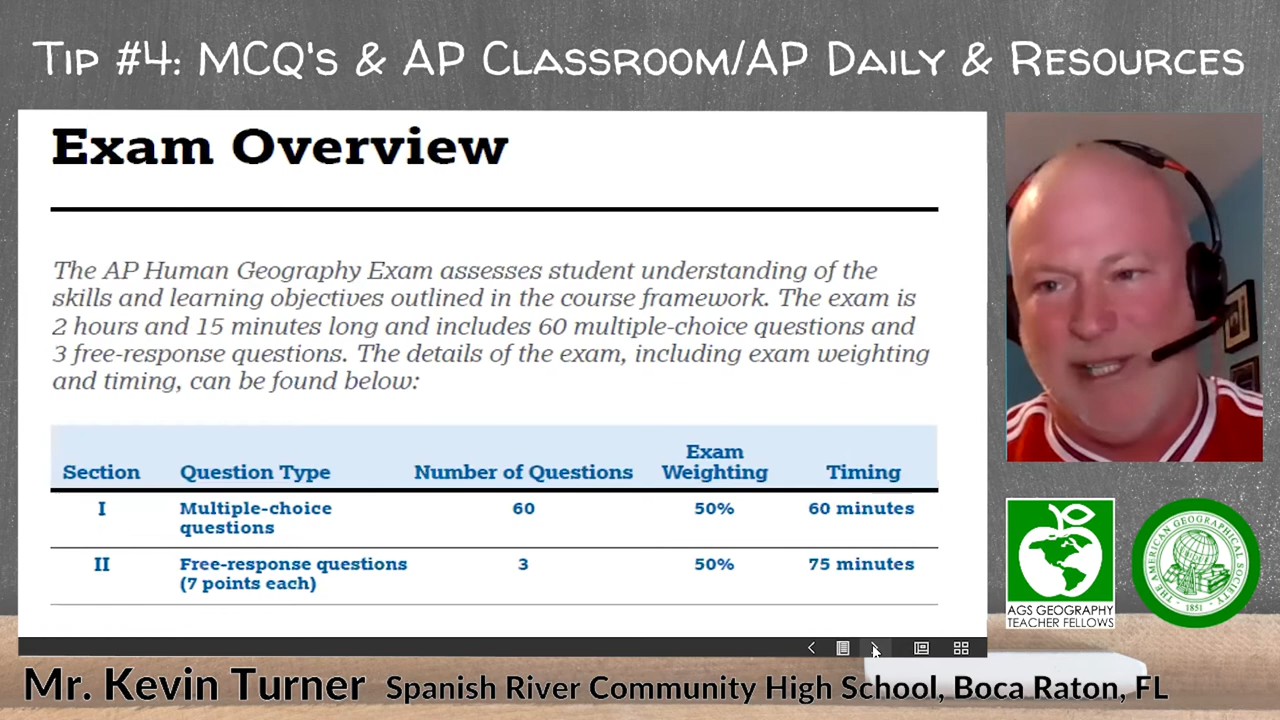 Tip #4: MCQ's & AP Classroom/AP Daily & Resources
Exam Overview
The AP Human Geography Exam assesses student understanding of the
skills and learning objectives outlined in the course framework. The exam is
2 hours and 15 minutes long and includes 60 multiple-choice questions and
3 free-response questions. The details of the exam, including exam weighting
and timing, can be found below:
Section Question Type Number of Questions Exam Weighting Timing
I Multiple-choice questions 60 50% 60 minutes
II Free-response questions (7 points each) 3 50% 75 minutes
AGS GEOGRAPHY
TEACHER FELLOWS
THE AMERICAN GEOGRAPHICAL SOCIETY
1851
Mr. Kevin Turner Spanish River Community High School, Boca Raton, FL